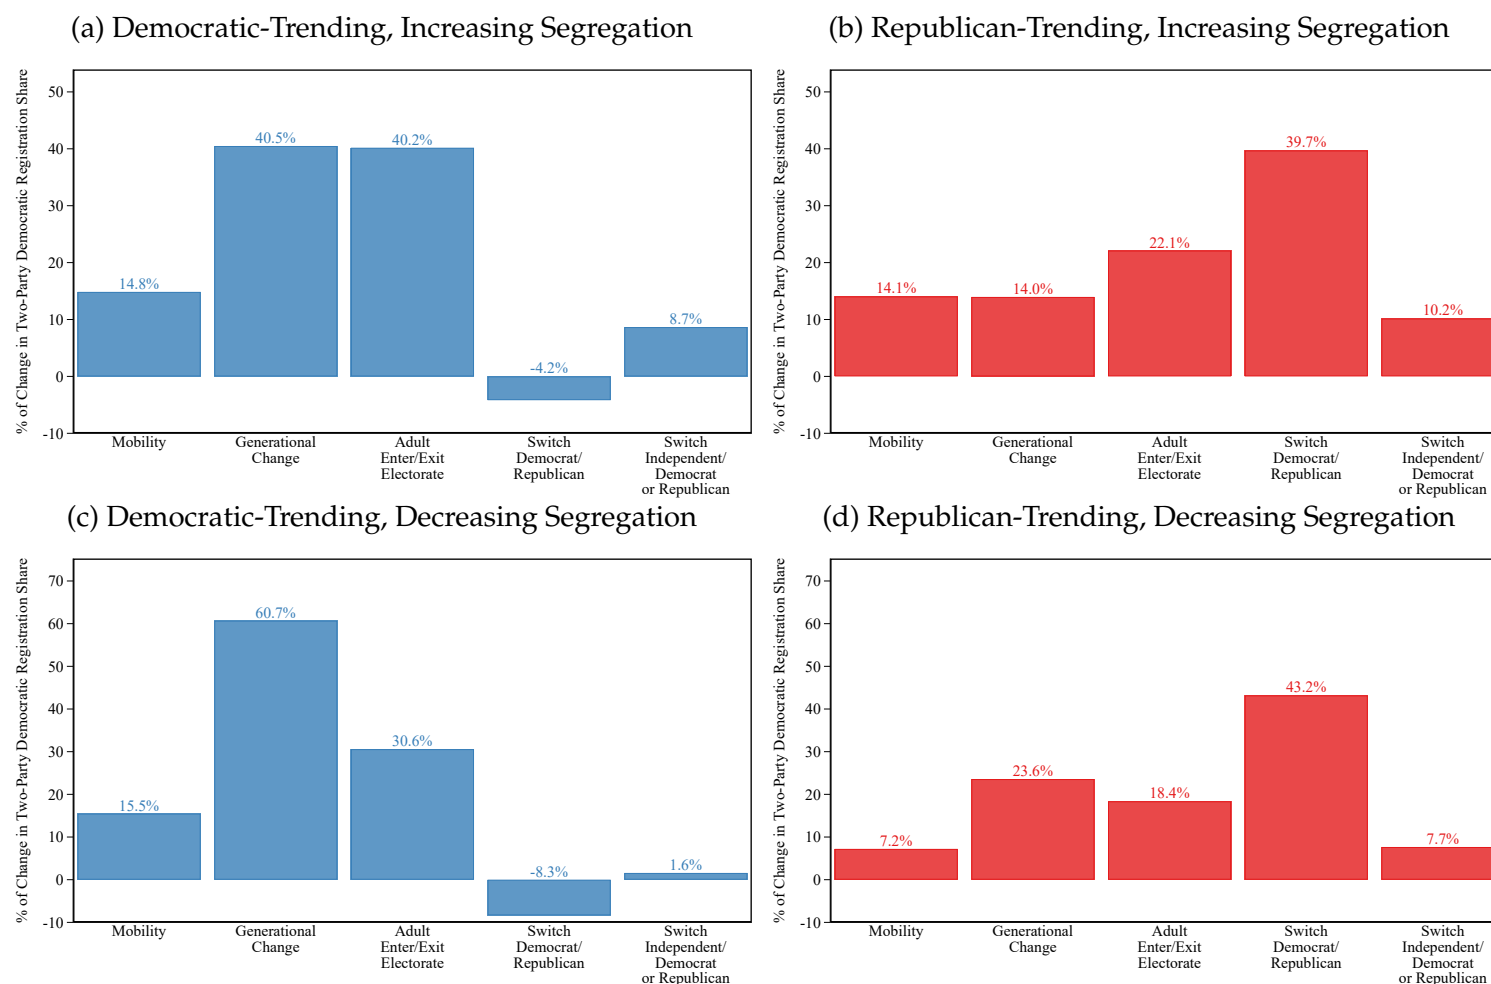 (a) Democratic-Trending, Increasing Segregation
% of Change in Two-Party Democratic Registration Share
50
40
30
20
10
0
-10
14.8%
40.5%
40.2%
-4.2%
8.7%
Mobility
Generational
Change
Adult
Enter/Exit
Electorate
Switch
Democrat/
Republican
Switch
Independent/
Democrat
or Republican
(b) Republican-Trending, Increasing Segregation
% of Change in Two-Party Democratic Registration Share
50
40
30
20
10
0
-10
14.1%
14.0%
22.1%
39.7%
10.2%
Mobility
Generational
Change
Adult
Enter/Exit
Electorate
Switch
Democrat/
Republican
Switch
Independent/
Democrat
or Republican
(c) Democratic-Trending, Decreasing Segregation
% of Change in Two-Party Democratic Registration Share
70
60
50
40
30
20
10
0
-10
15.5%
60.7%
30.6%
-8.3%
1.6%
Mobility
Generational
Change
Adult
Enter/Exit
Electorate
Switch
Democrat/
Republican
Switch
Independent/
Democrat
or Republican
(d) Republican-Trending, Decreasing Segregation
% of Change in Two-Party Democratic Registration Share
70
60
50
40
30
20
10
0
-10
7.2%
23.6%
18.4%
43.2%
7.7%
Mobility
Generational
Change
Adult
Enter/Exit
Electorate
Switch
Democrat/
Republican
Switch
Independent/
Democrat
or Republican